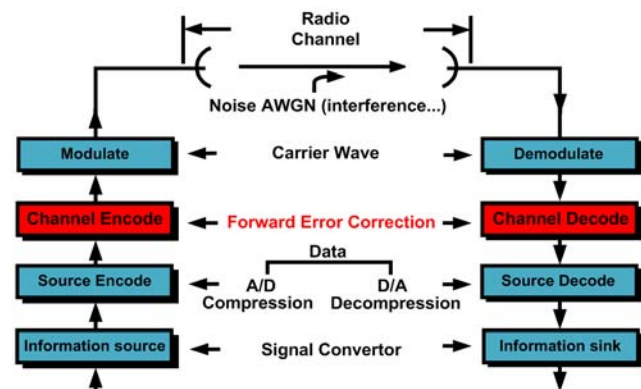 Radio
Channel
Noise AWGN (interference...)
Modulate
Carrier Wave
Demodulate
Channel Encode
Forward Error Correction
Channel Decode
Data
Source Encode
A/D
Compression
D/A
Decompression
Source Decode
Information source
Signal Convertor
Information sink